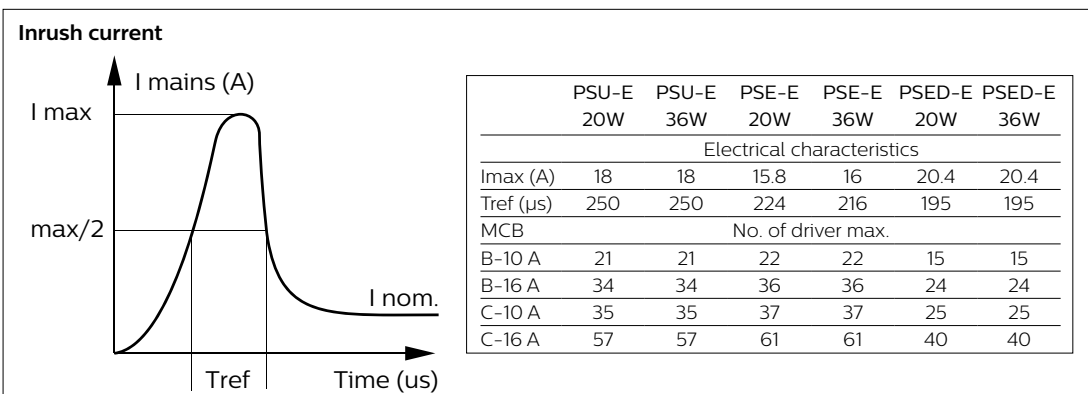 Inrush current
I mains (A)
I max
max/2
I nom.
Tref
Time (us)
PSU-E PSU-E PSE-E PSE-E PSED-E PSED-E
20W 36W 20W 36W 20W 36W
Electrical characteristics
Imax (A) 18 18 15.8 16 20.4 20.4
Tref (µs) 250 250 224 216 195 195
MCB No. of driver max.
B-10 A 21 21 22 22 15 15
B-16 A 34 34 36 36 24 24
C-10 A 35 35 37 37 25 25
C-16 A 57 57 61 61 40 40